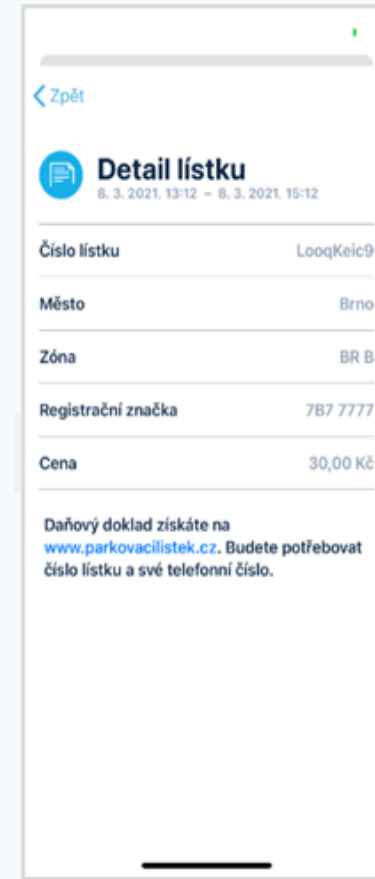 Zpět
Detail lístku
8. 3. 2021, 13:12 – 8. 3. 2021, 15:12
Číslo lístku LooqKeic9
Město Brno
Zóna BR B
Registrační značka 7B7 7777
Cena 30,00 Kč
Daňový doklad získáte na
www.parkovacilistek.cz. Budete potřebovat
číslo lístku a své telefonní číslo.